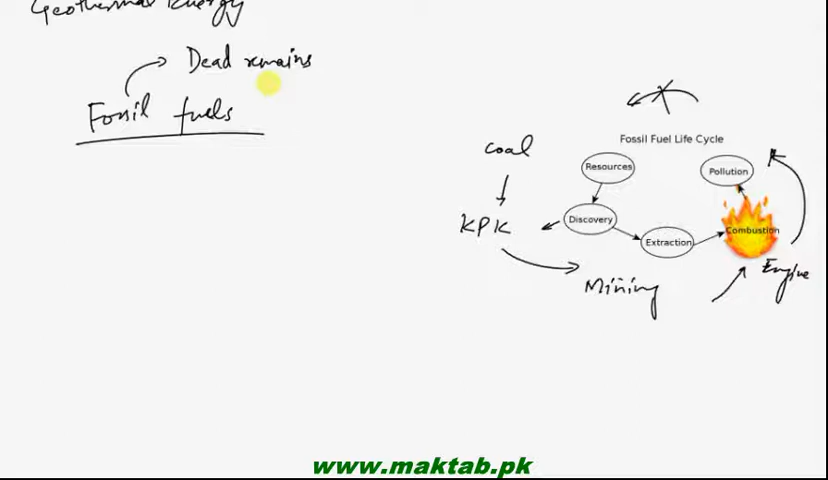 Geothermal Energy
Dead remains
Fossil fuels
coal
KPK
Mining
Fossil Fuel Life Cycle
Resources
Pollution
Discovery
Combustion
Extraction
Engine
www.maktab.pk